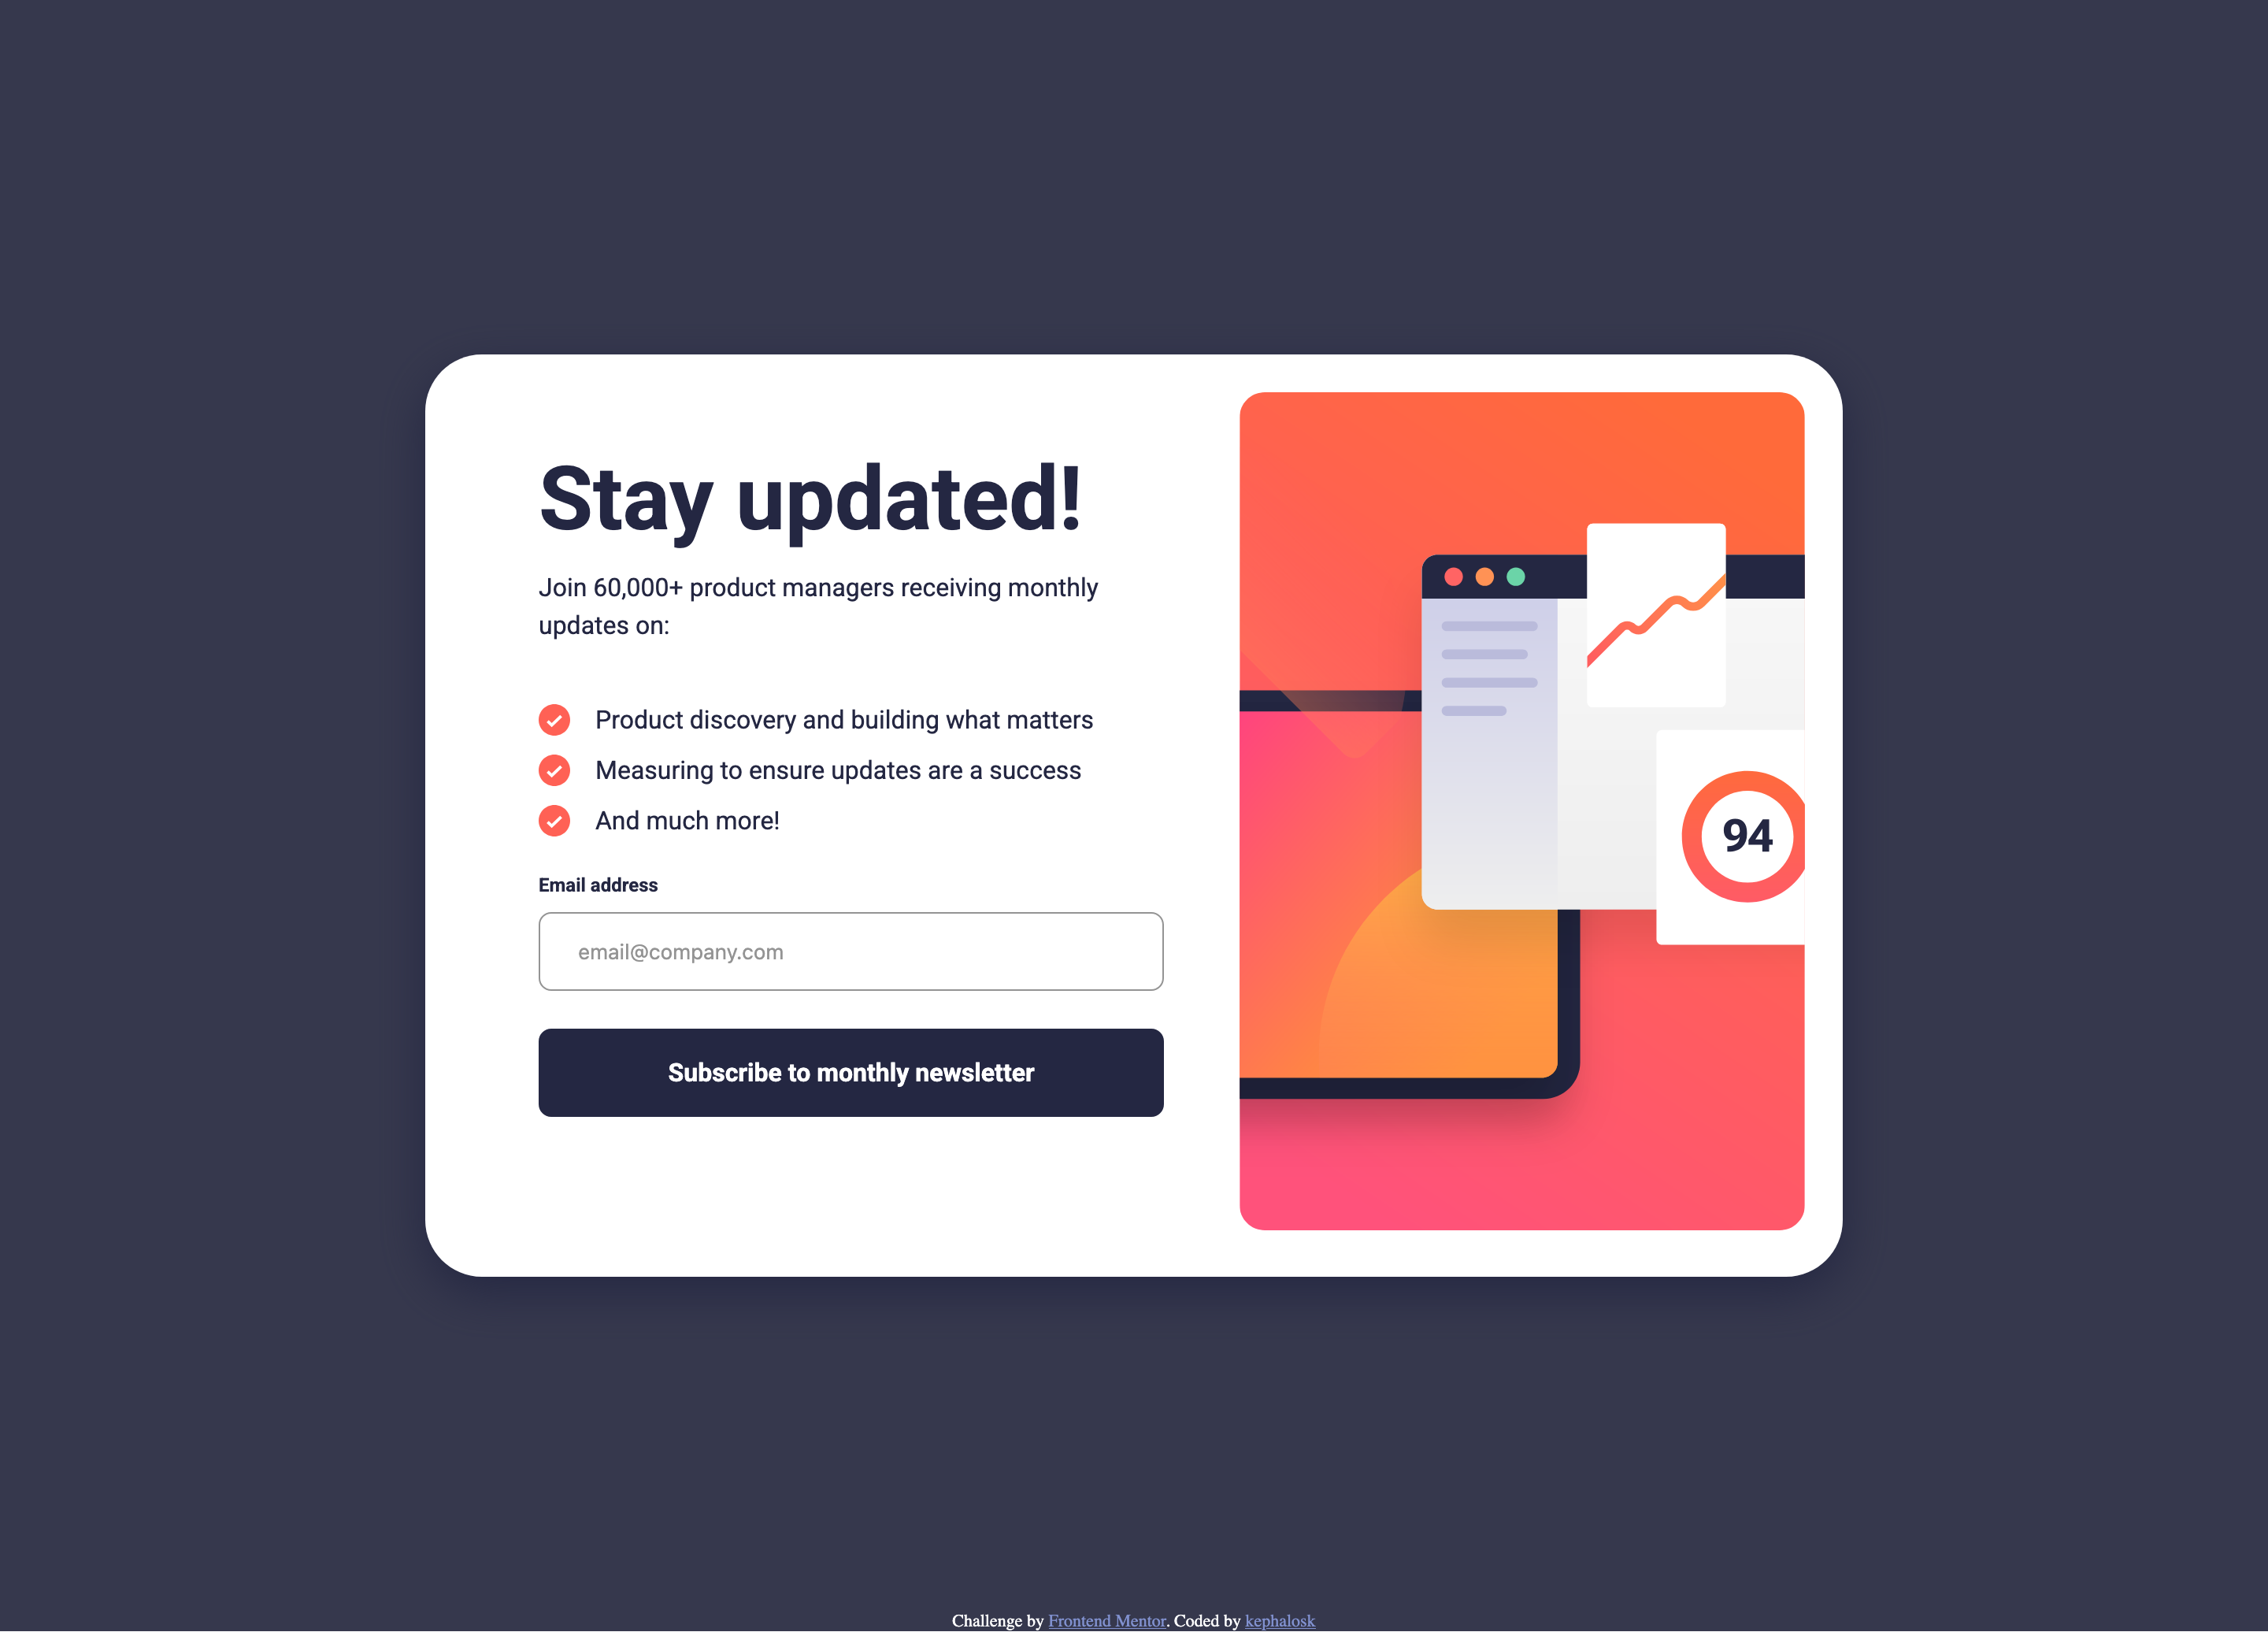 Stay updated!
Join 60,000+ product managers receiving monthly
updates on:
Product discovery and building what matters
Measuring to ensure updates are a success
And much more!
Email address
email@company.com
Subscribe to monthly newsletter
94
Challenge by Frontend Mentor. Coded by kephalosk